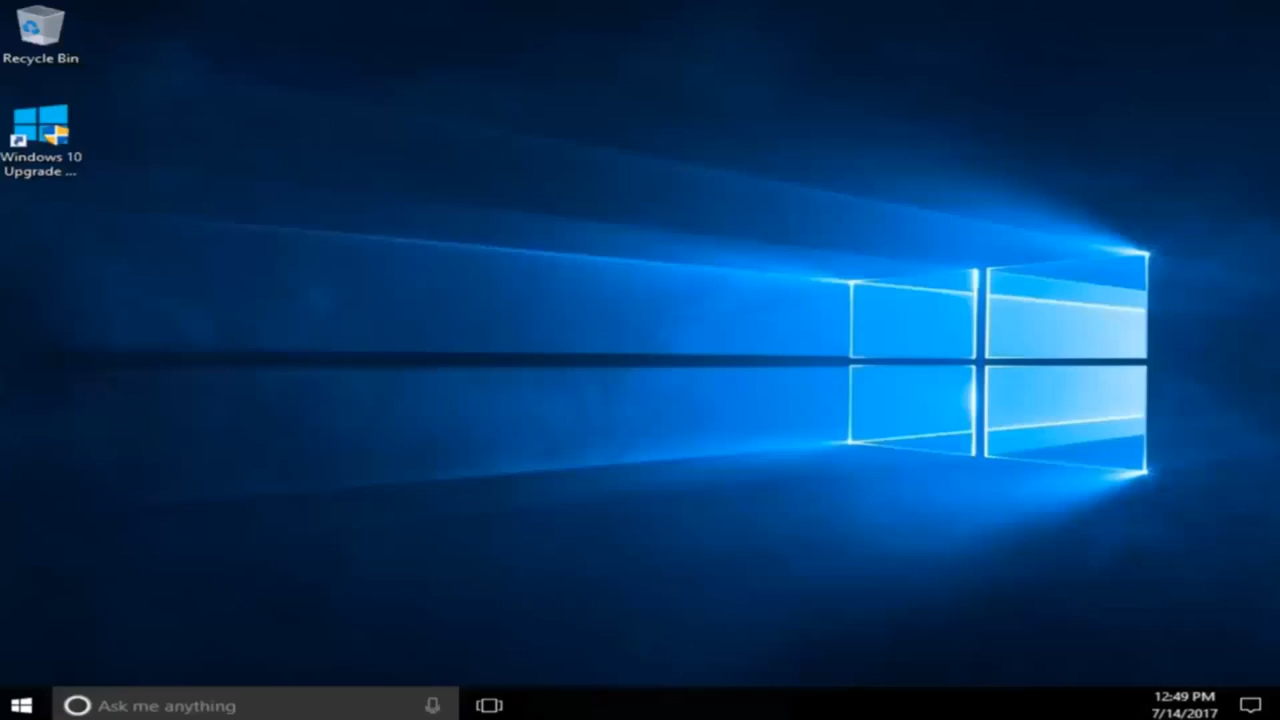 Recycle Bin
Windows 10
Upgrade ...
Ask me anything
12:49 PM
7/14/2017